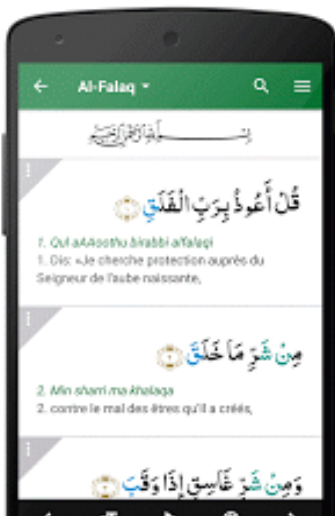 Al-Falaq
بِسْمِ اللَّهِ الرَّحْمَٰنِ الرَّحِيمِ
قُلْ أَعُوذُ بِرَبِّ الْفَلَقِ ١
1. Qul aAAoothu birabbi alfalaqi
1. Dis: «Je cherche protection auprès du
Seigneur de l'aube naissante,
مِنْ شَرِّ مَا خَلَقَ ٢
2. Min sharri ma khalaqa
2. contre le mal des êtres qu'Il a créés,
وَمِنْ شَرِّ غَاسِقٍ إِذَا وَقَبَ